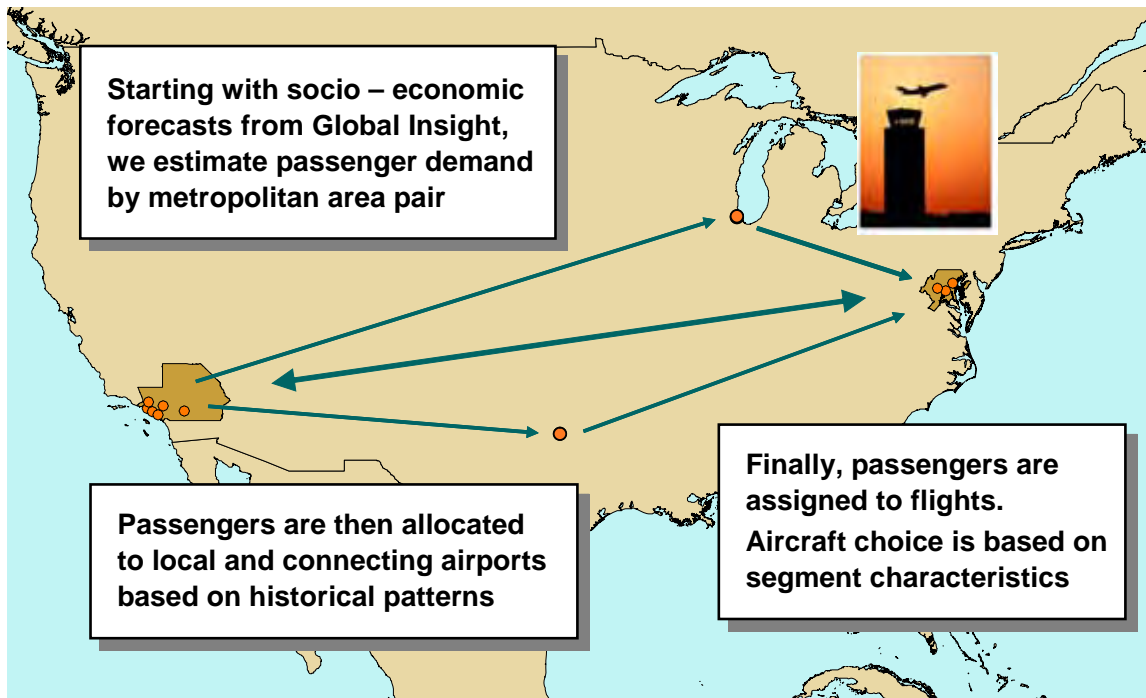 Starting with socio – economic
forecasts from Global Insight,
we estimate passenger demand
by metropolitan area pair
Passengers are then allocated
to local and connecting airports
based on historical patterns
Finally, passengers are
assigned to flights.
Aircraft choice is based on
segment characteristics